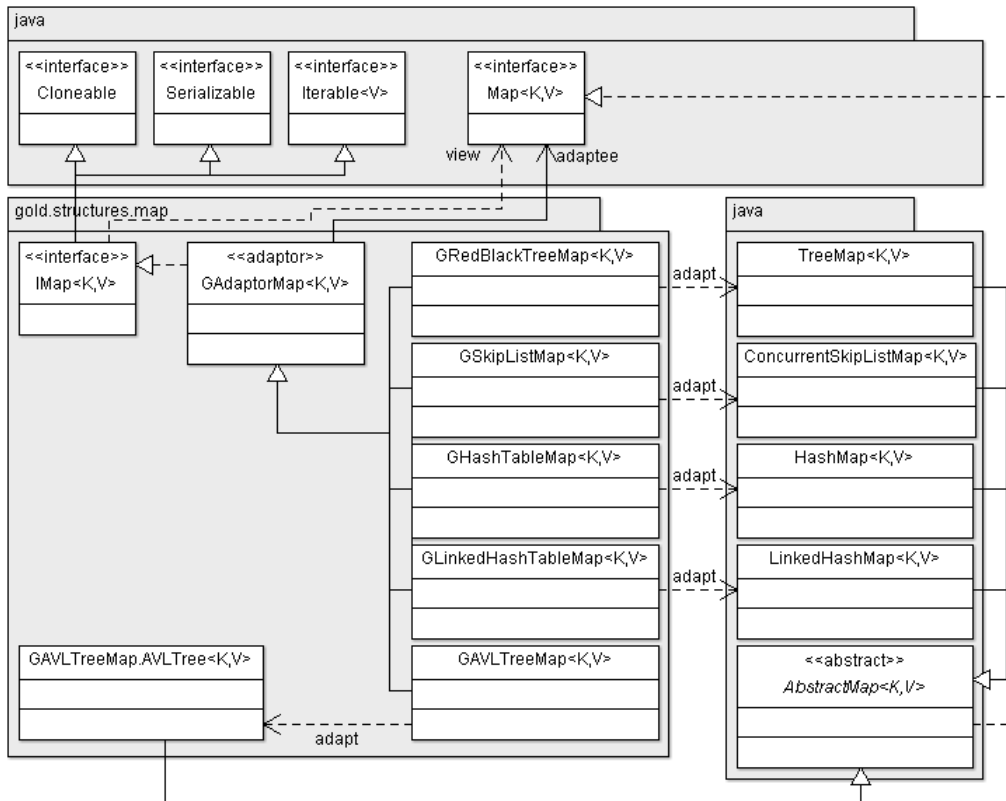 java
<<interface>>
Cloneable
<<interface>>
Serializable
<<interface>>
Iterable<V>
<<interface>>
Map<K,V>
view
adaptee
gold.structures.map
<<interface>>
IMap<K,V>
<<adaptor>>
GAdaptorMap<K,V>
GRedBlackTreeMap<K,V>
adapt
GSkipListMap<K,V>
adapt
GHashTableMap<K,V>
adapt
GLinkedHashTableMap<K,V>
adapt
GAVLTreeMap.AVLTree<K,V>
GAVLTreeMap<K,V>
adapt
java
TreeMap<K,V>
ConcurrentSkipListMap<K,V>
HashMap<K,V>
LinkedHashMap<K,V>
<<abstract>>
AbstractMap<K,V>